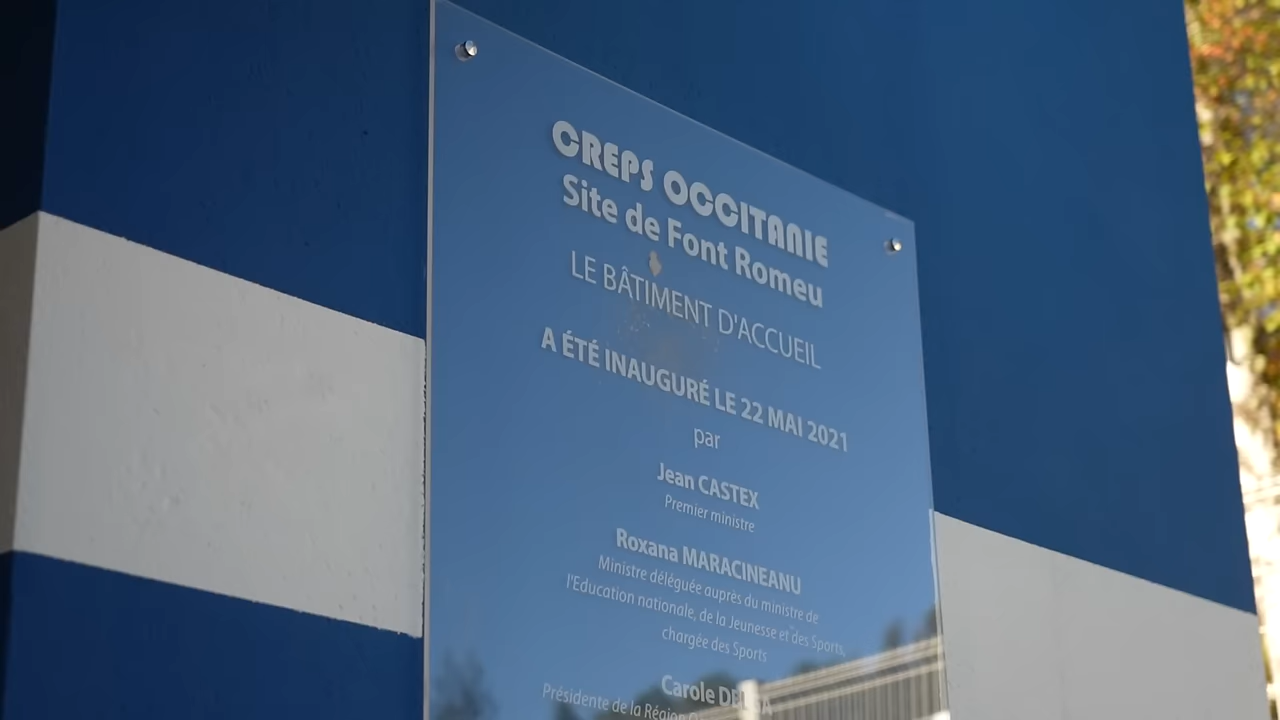 CREPS OCCITANIE
Site de Font Romeu
LE BÂTIMENT D'ACCUEIL
A ÉTÉ INAUGURÉ LE 22 MAI 2021
par
Jean CASTEX
Premier ministre
Roxana MARACINEANU
Ministre déléguée auprès du ministre de
l'Education nationale, de la Jeunesse et des Sports,
chargée des Sports
Carole DELGA
Présidente de la Région